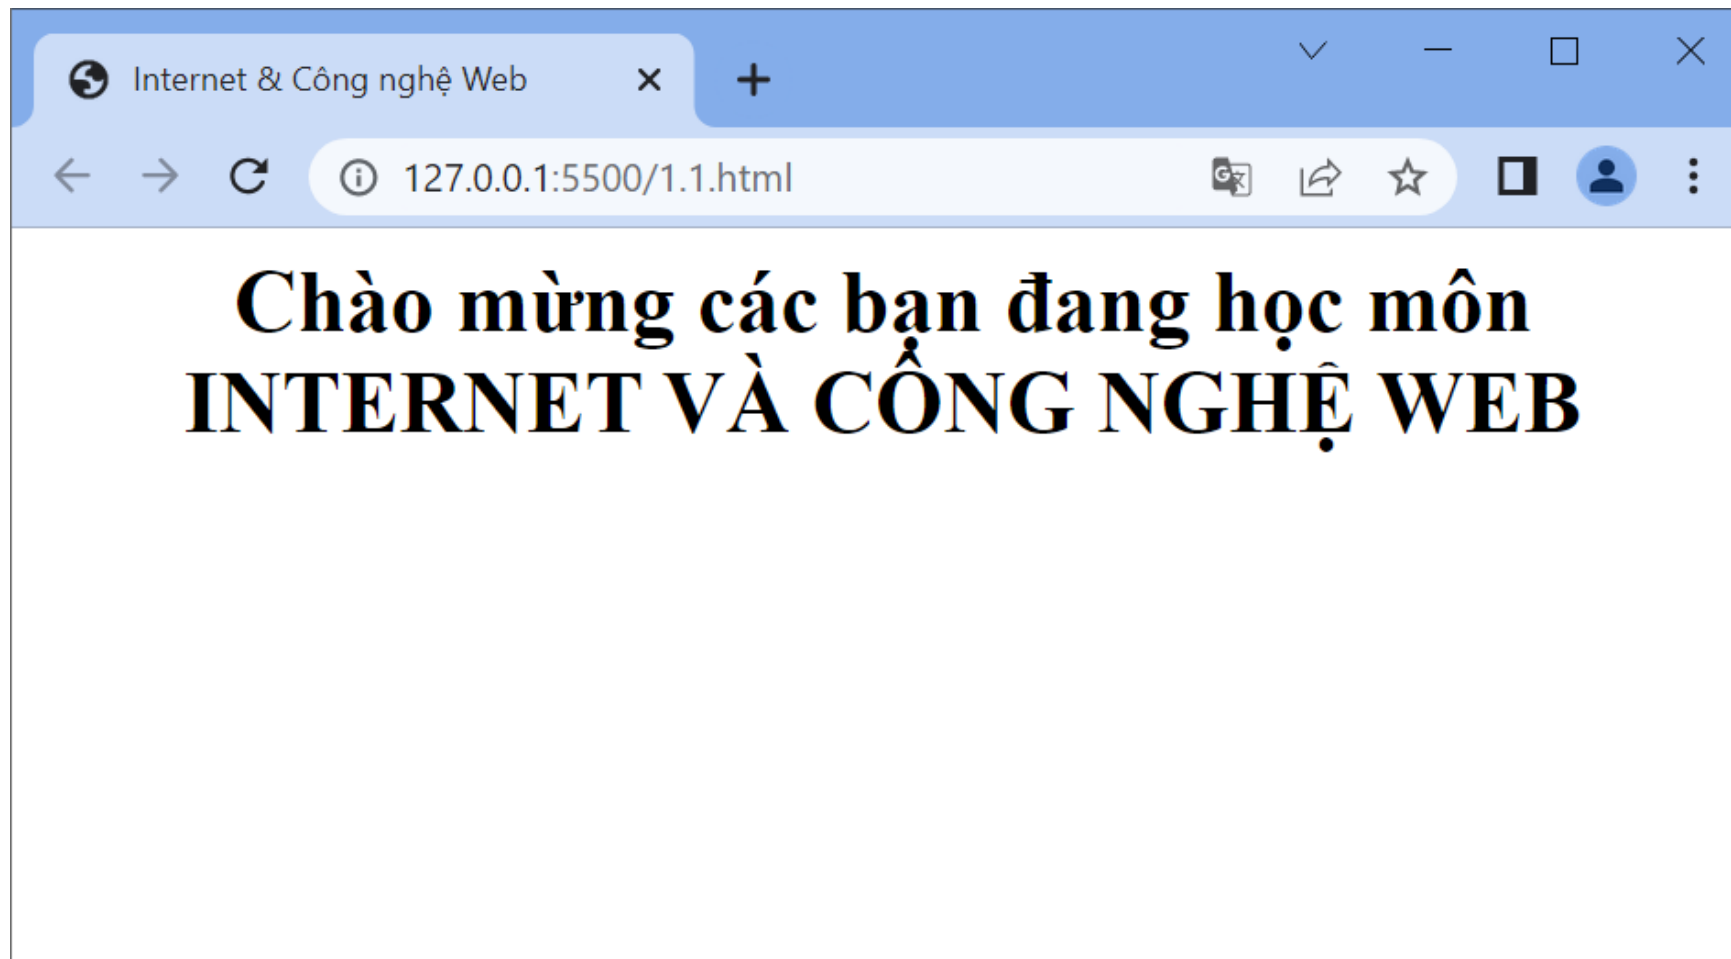 Internet & Công nghệ Web
127.0.0.1:5500/1.1.html
Chào mừng các bạn đang học môn
INTERNET VÀ CÔNG NGHỆ WEB